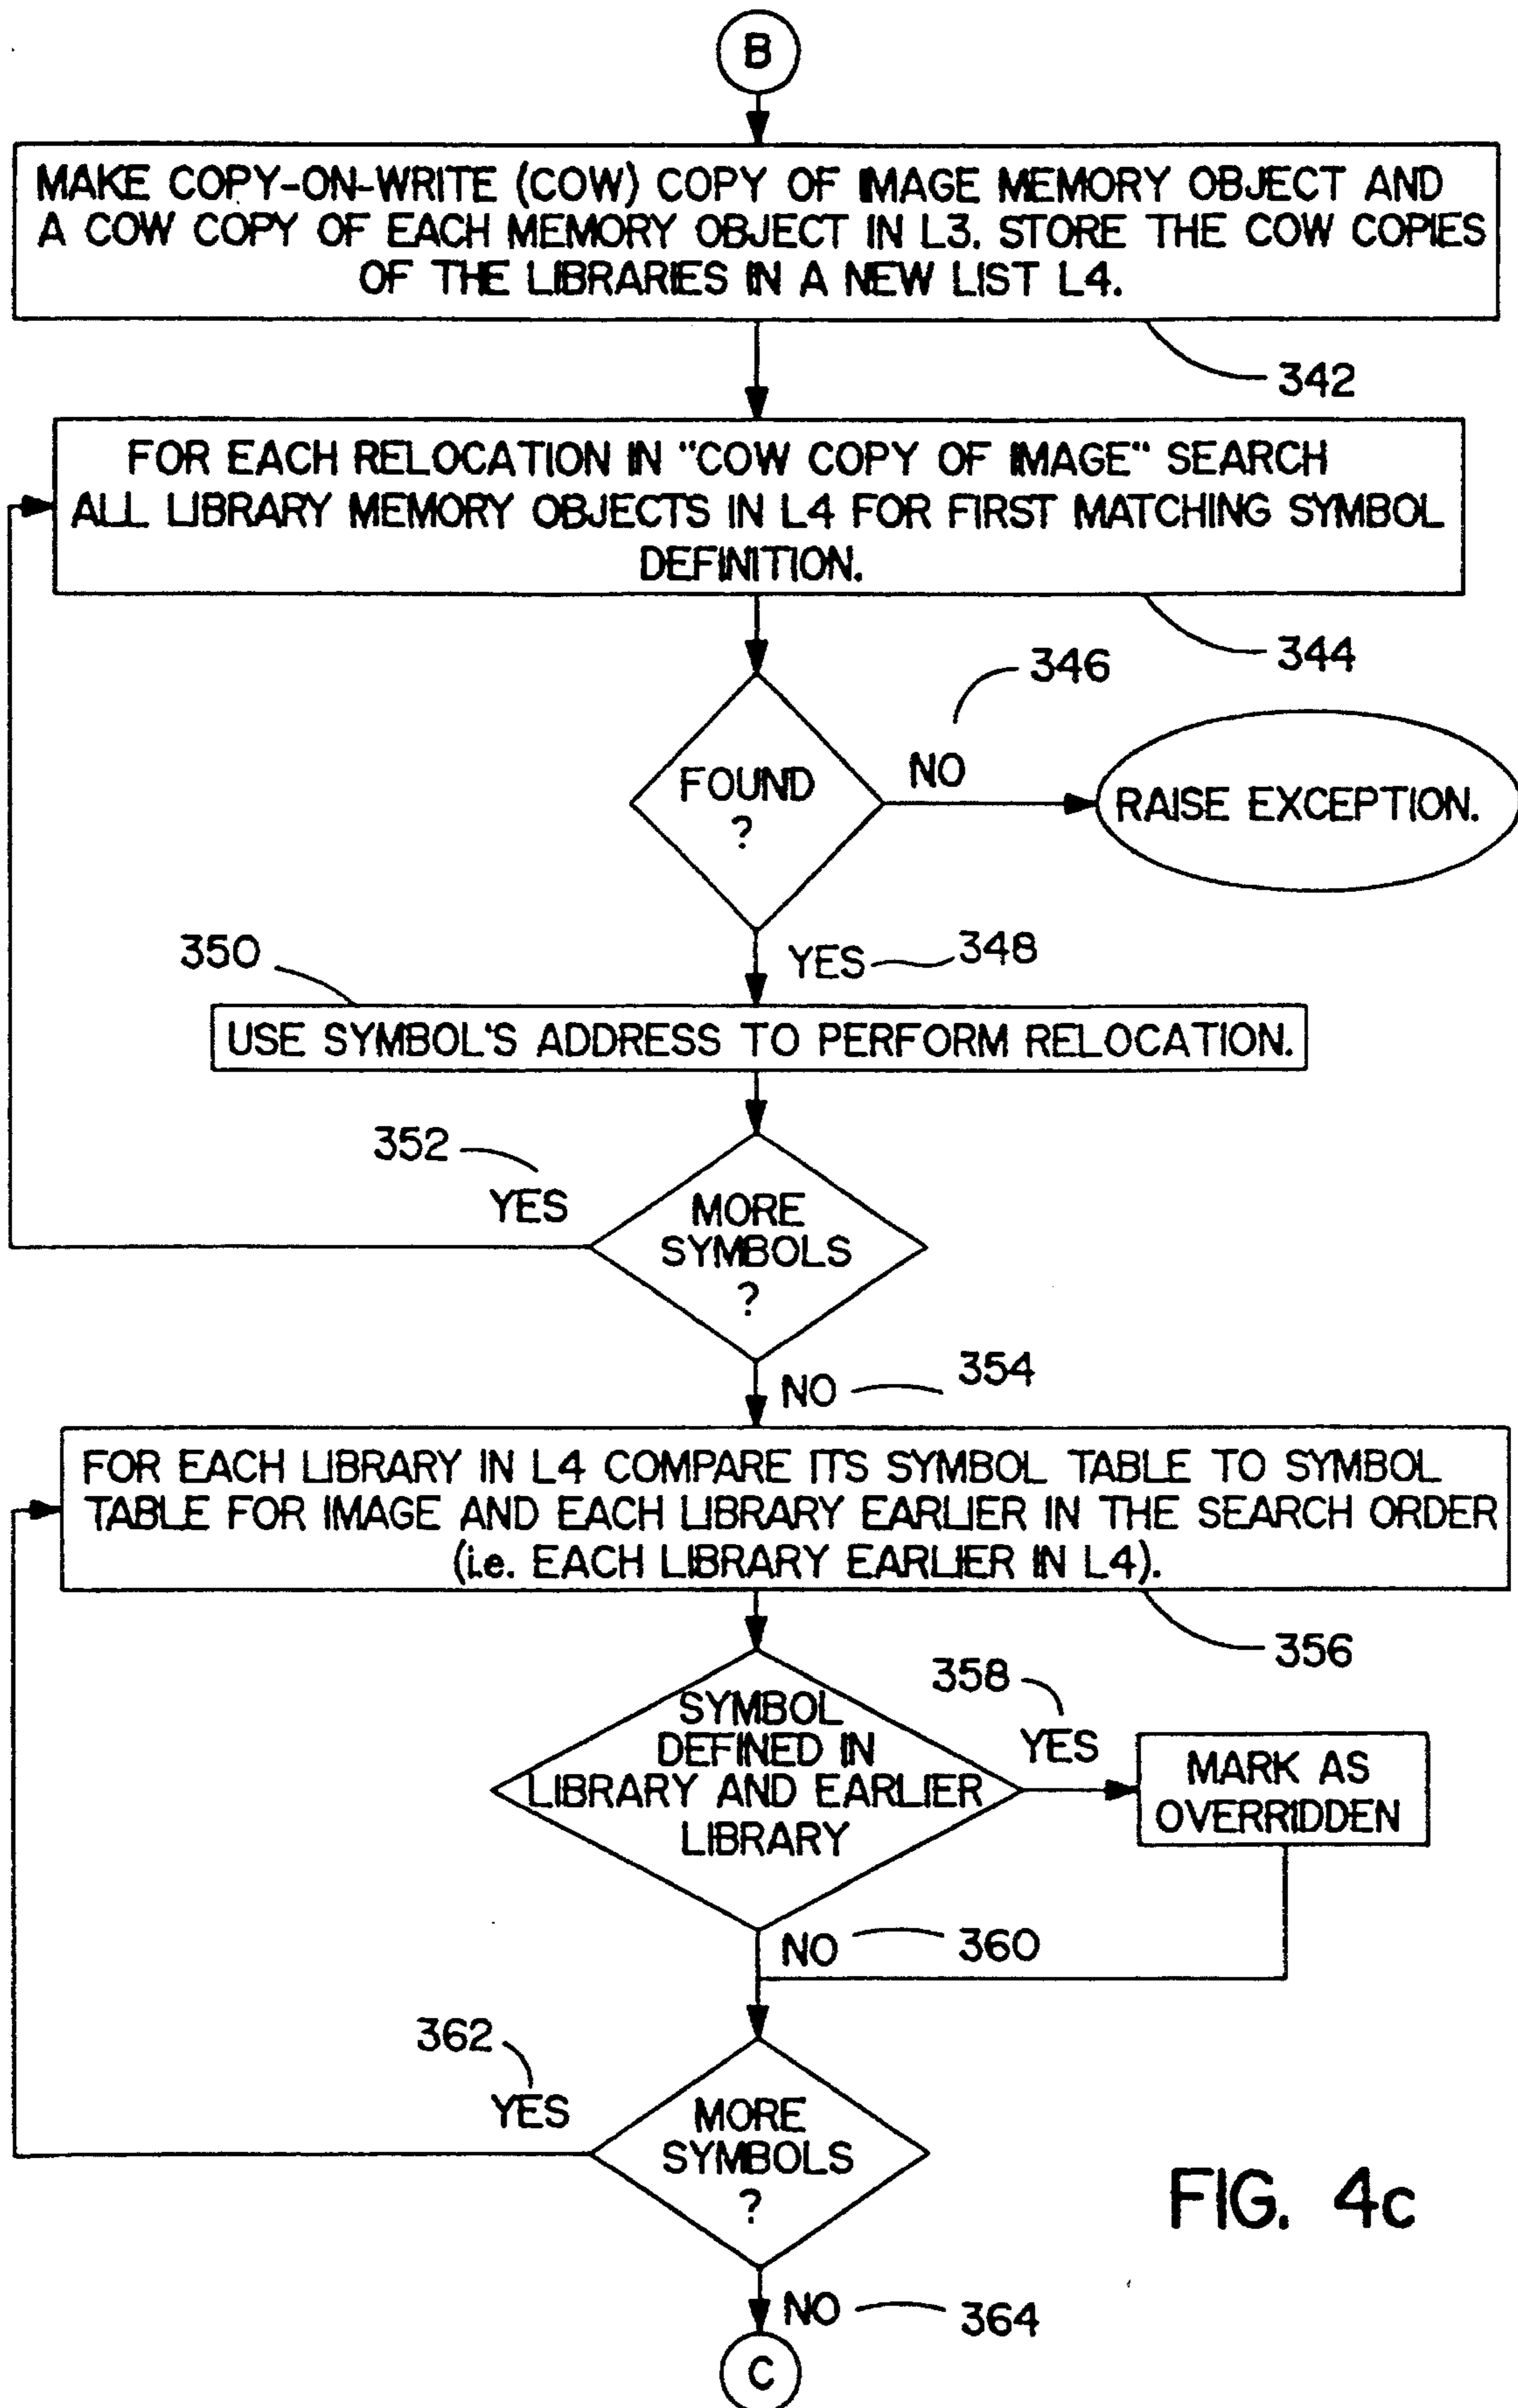 B
MAKE COPY-ON-WRITE (COW) COPY OF IMAGE MEMORY OBJECT AND
A COW COPY OF EACH MEMORY OBJECT IN L3. STORE THE COW COPIES
OF THE LIBRARIES IN A NEW LIST L4.
342
FOR EACH RELOCATION IN "COW COPY OF IMAGE" SEARCH
ALL LIBRARY MEMORY OBJECTS IN L4 FOR FIRST MATCHING SYMBOL
DEFINITION.
344
346
NO
FOUND
?
RAISE EXCEPTION.
YES
348
350
USE SYMBOL'S ADDRESS TO PERFORM RELOCATION.
352
YES
MORE
SYMBOLS
?
NO
354
FOR EACH LIBRARY IN L4 COMPARE ITS SYMBOL TABLE TO SYMBOL
TABLE FOR IMAGE AND EACH LIBRARY EARLIER IN THE SEARCH ORDER
(i.e. EACH LIBRARY EARLIER IN L4).
356
358
YES
SYMBOL
DEFINED IN
LIBRARY AND EARLIER
LIBRARY
MARK AS
OVERRIDDEN
NO
360
362
YES
MORE
SYMBOLS
?
NO
364
C
FIG. 4c